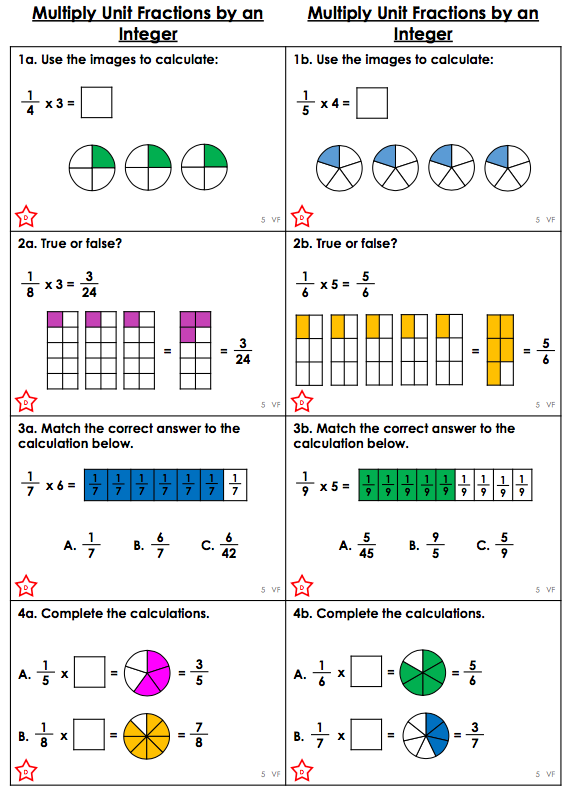 Multiply Unit Fractions by an
Integer
1a. Use the images to calculate:
1/4 x 3 =
D
5 VF
2a. True or false?
1/8 x 3 = 3/24
= = 3/24
D
5 VF
3a. Match the correct answer to the
calculation below.
1/7 x 6 = 1/7 1/7 1/7 1/7 1/7 1/7 1/7
A. 1/7 B. 6/7 C. 6/42
D
5 VF
4a. Complete the calculations.
A. 1/5 x = = 3/5
B. 1/8 x = = 7/8
D
5 VF
Multiply Unit Fractions by an
Integer
1b. Use the images to calculate:
1/5 x 4 =
D
5 VF
2b. True or false?
1/6 x 5 = 5/6
= = 5/6
D
5 VF
3b. Match the correct answer to the
calculation below.
1/9 x 5 = 1/9 1/9 1/9 1/9 1/9 1/9 1/9 1/9 1/9
A. 5/45 B. 9/5 C. 5/9
D
5 VF
4b. Complete the calculations.
A. 1/6 x = = 5/6
B. 1/7 x = = 3/7
D
5 VF